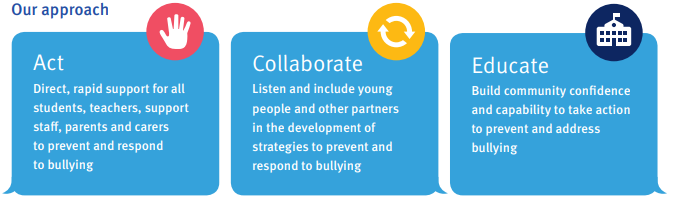 Our approach
Act
Direct, rapid support for all
students, teachers, support
staff, parents and carers
to prevent and respond
to bullying
Collaborate
Listen and include young
people and other partners
in the development of
strategies to prevent and
respond to bullying
Educate
Build community confidence
and capability to take action
to prevent and address
bullying